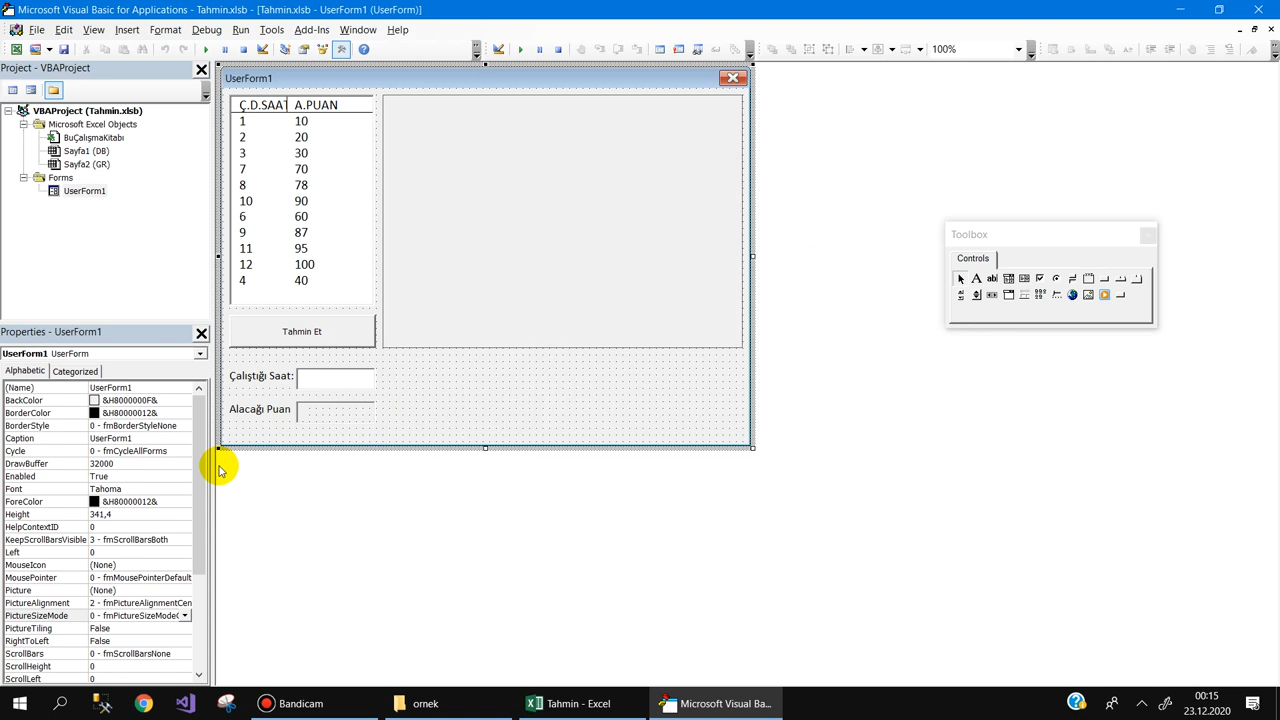 Microsoft Visual Basic for Applications - Tahmin.xlsb - [Tahmin.xlsb - UserForm1 (UserForm)]
File Edit View Insert Format Debug Run Tools Add-Ins Window Help
100%
Project - VBAProject
VBAProject (Tahmin.xlsb)
Microsoft Excel Objects
BuÇalışmaKitabı
Sayfa1 (DB)
Sayfa2 (GR)
Forms
UserForm1
Properties - UserForm1
UserForm1 UserForm
Alphabetic Categorized
(Name) UserForm1
BackColor &H8000000F&
BorderColor &H80000012&
BorderStyle 0 - fmBorderStyleNone
Caption UserForm1
Cycle 0 - fmCycleAllForms
DrawBuffer 32000
Enabled True
Font Tahoma
ForeColor &H80000012&
Height 341,4
HelpContextID 0
KeepScrollBarsVisible 3 - fmScrollBarsBoth
Left 0
MouseIcon (None)
MousePointer 0 - fmMousePointerDefault
Picture (None)
PictureAlignment 2 - fmPictureAlignmentCen
PictureSizeMode 0 - fmPictureSizeMode
PictureTiling False
RightToLeft False
ScrollBars 0 - fmScrollBarsNone
ScrollHeight 0
ScrollLeft 0
UserForm1
Ç.D.SAAT A.PUAN
1 10
2 20
3 30
7 70
8 78
10 90
6 60
9 87
11 95
12 100
4 40
Tahmin Et
Çalıştığı Saat:
Alacağı Puan
Toolbox
Controls
Bandicam
ornek
Tahmin - Excel
Microsoft Visual Ba...
00:15
23.12.2020